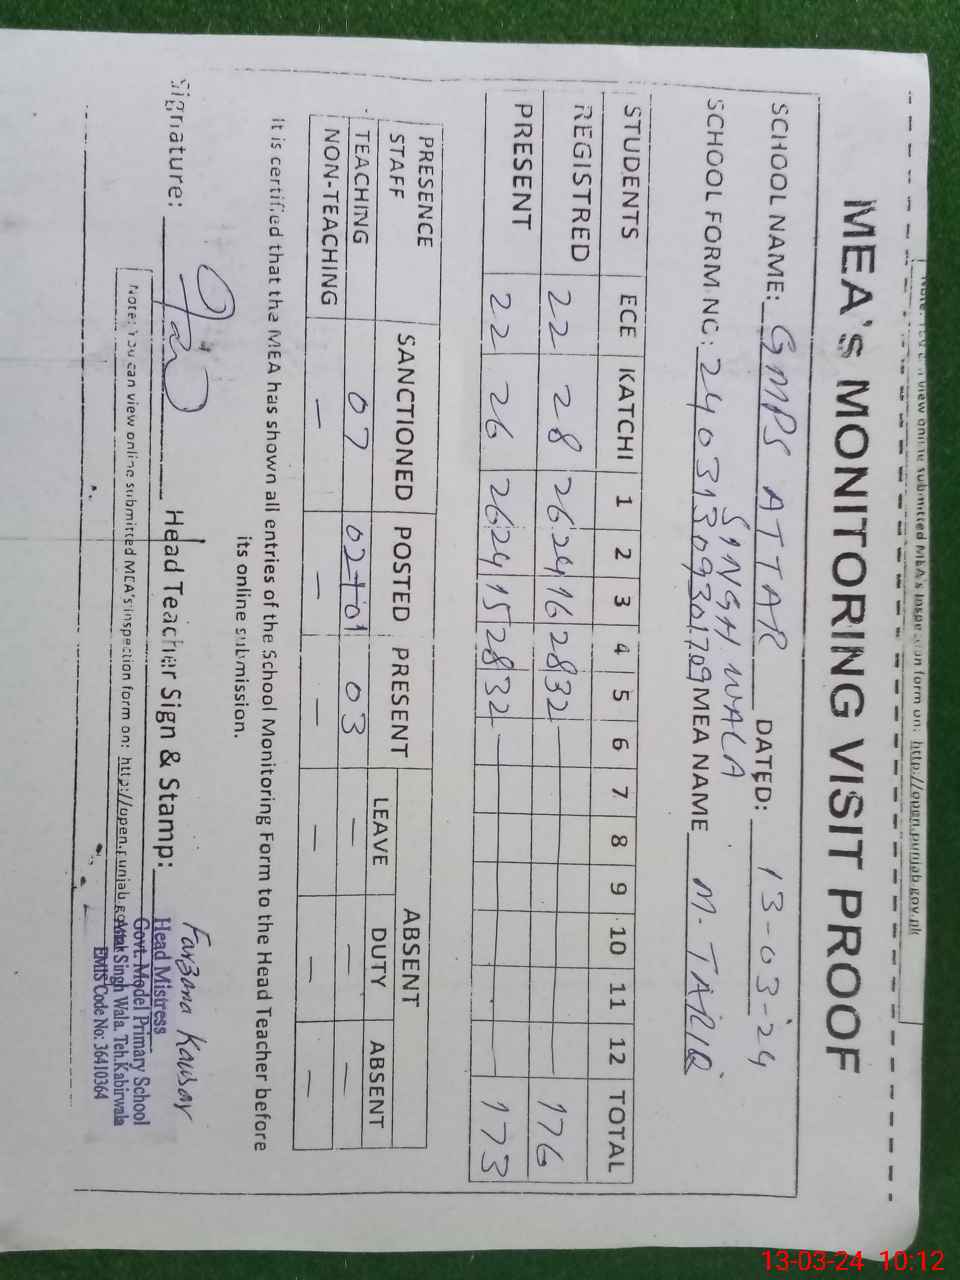 Note: You can view online submitted MEA's Inspection form on: http://open.punjab.gov.pk
MEA's MONITORING VISIT PROOF
SCHOOL NAME: GMPS ATTAR DATED: 13-03-24
SINGH WALA
SCHOOL FORM NO: MEA NAME M. TARIQ
STUDENTS ECE KATCHI 1 2 3 4 5 6 7 8 9 10 11 12 TOTAL
REGISTRED 22 28 26 24 16 28 32 176
PRESENT 22 26 26 24 15 28 32 173
PRESENCE STAFF SANCTIONED POSTED PRESENT ABSENT
LEAVE DUTY ABSENT
TEACHING 07 02+01 03 — — —
NON-TEACHING — — — — — —
It is certified that the MEA has shown all entries of the School Monitoring Form to the Head Teacher before
its online submission.
Signature: Head Teacher Sign & Stamp: Farzana Kausar
Head Mistress
Govt. Model Primary School
Attar Singh Wala. Teh.Kabirwala
EMIS Code No: 36410364
Note: You can view online submitted MEA's inspection form on: http://open.punjab.gov.pk
13-03-24 10:12